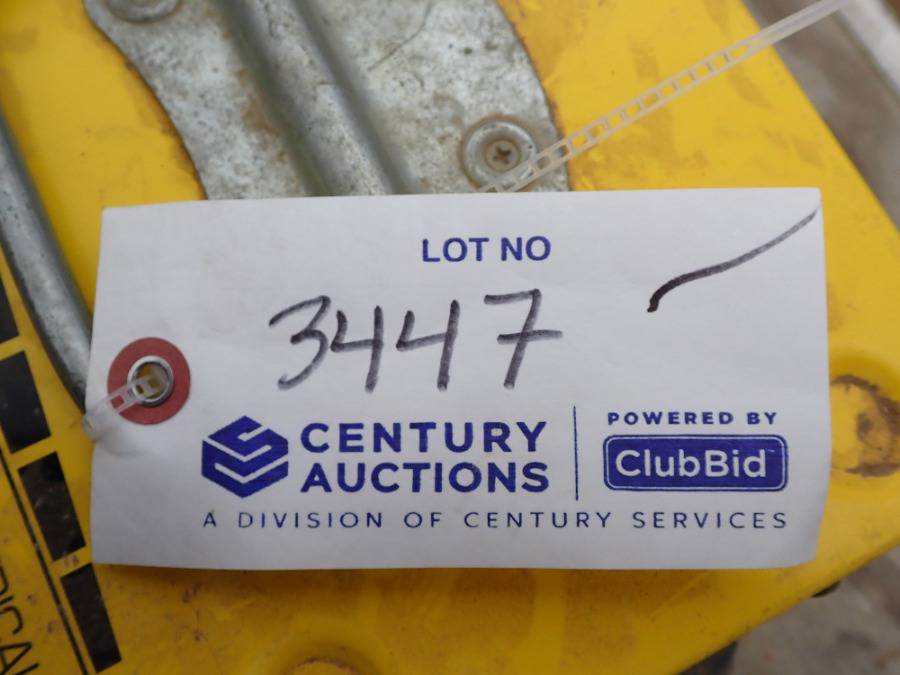 LOT NO
3447
CENTURY
AUCTIONS
POWERED BY
ClubBid
A DIVISION OF CENTURY SERVICES